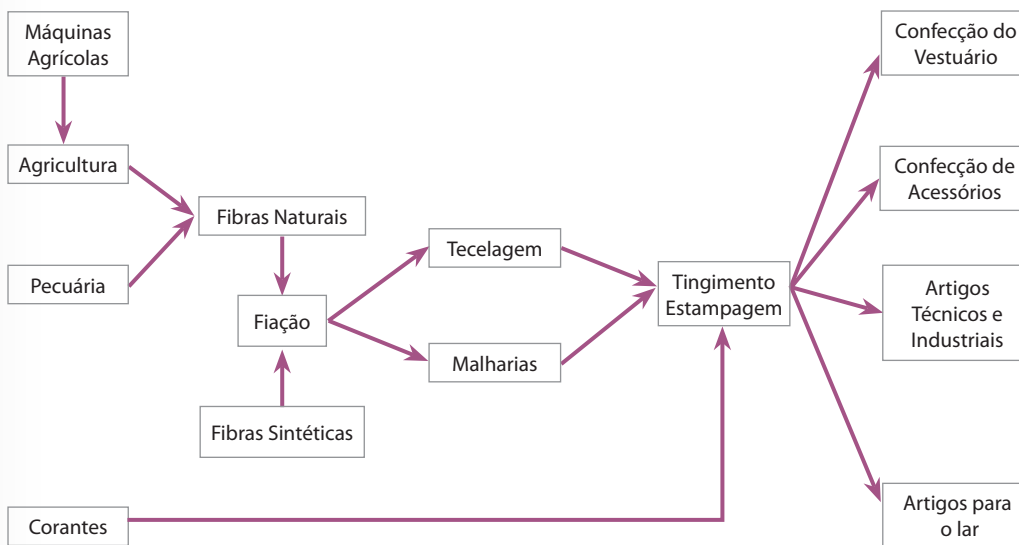 Máquinas
Agrícolas
Agricultura
Pecuária
Fibras Naturais
Fiação
Fibras Sintéticas
Corantes
Tecelagem
Malharias
Tingimento
Estampagem
Confecção do
Vestuário
Confecção de
Acessórios
Artigos
Técnicos e
Industriais
Artigos para
o lar